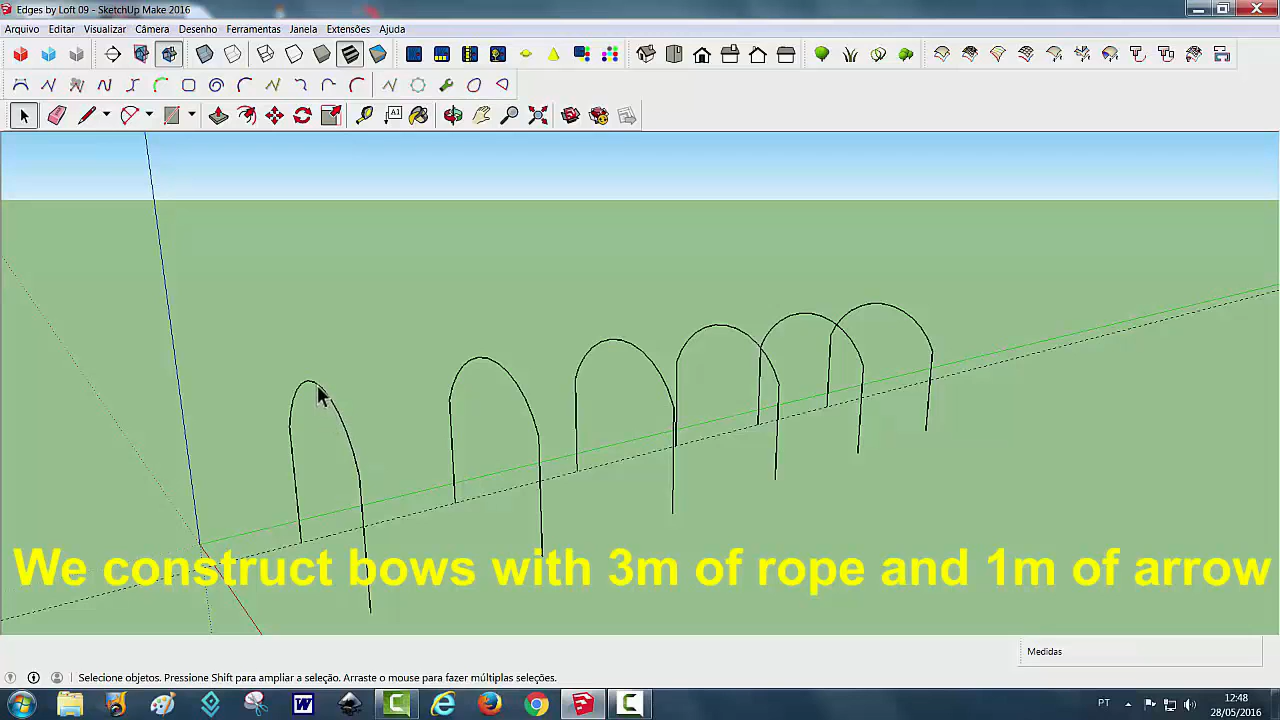 Edges by Loft 09 - SketchUp Make 2016
Arquivo Editar Visualizar Câmera Desenho Ferramentas Janela Extensões Ajuda
A1
We construct bows with 3m of rope and 1m of arrow
Medidas
Selecione objetos. Pressione Shift para ampliar a seleção. Arraste o mouse para fazer múltiplas seleções.
PT
12:48
28/05/2016